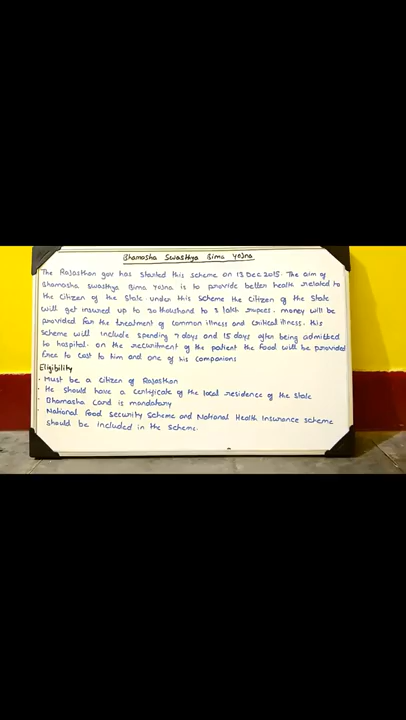 Bhamasha Swasthya Bima Yojna
The Rajasthan gov has started this scheme on 13 Dec 2015. The aim of
Bhamasha Swasthya Bima Yojna is to provide better health related to
the citizen of the state. under this scheme the citizen of the state
will get insured up to 30 thousand to 3 lakh rupees. money will be
provided for the treatment of common illness and critical illness. this
scheme will include spending 7 days and 15 days after being admitted
to hospital. on the recruitment of the patient the food will be provided
free to cast to him and one of his companions
Eligibility
• Must be a citizen of Rajasthan
• He should have a certificate of the local residence of the state
• Bhamasha card is mandatory
• National Food Security Scheme and National Health Insurance scheme
should be included in the scheme.